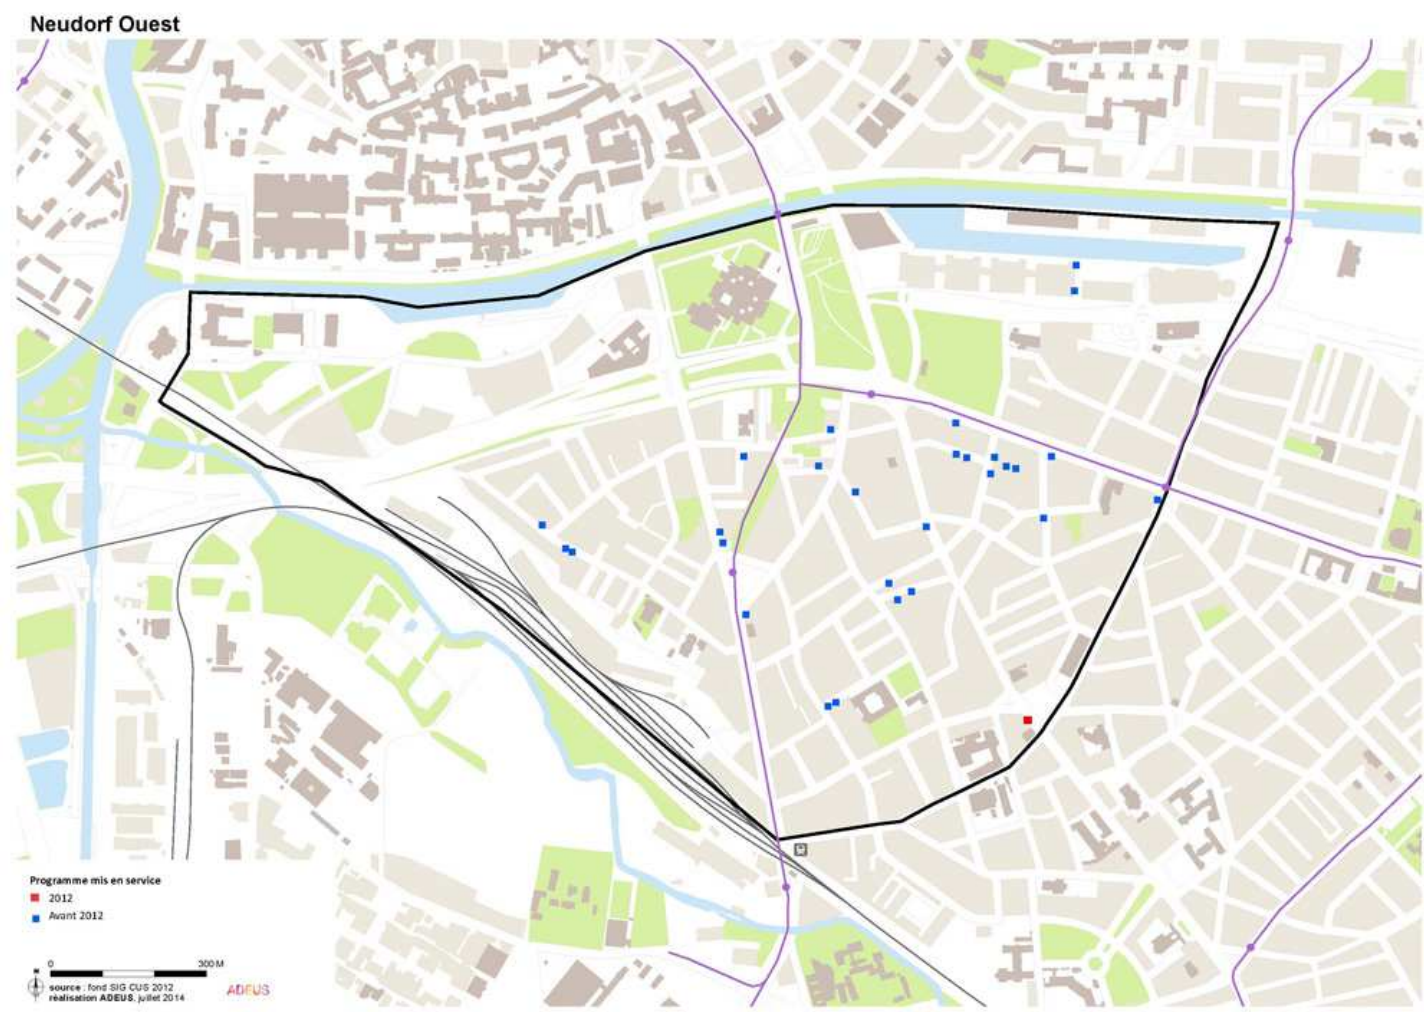 Neudorf Ouest
Programme mis en service
2012
Avant 2012
0 300 M
N
source : fond SIG CUS 2012
réalisation ADEUS, juillet 2014
ADEUS